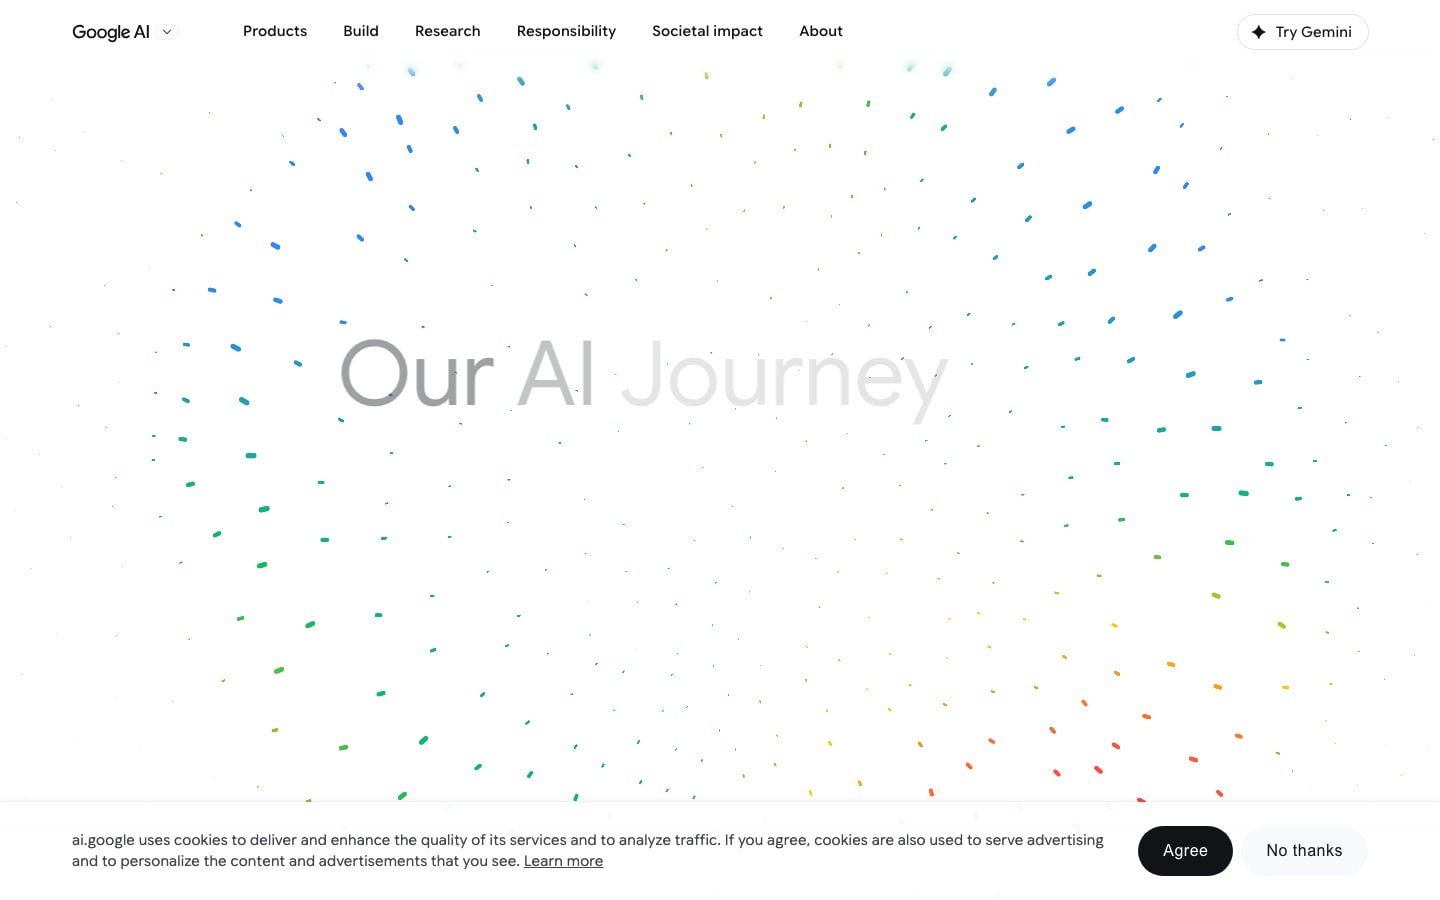 Google AI
Products
Build
Research
Responsibility
Societal impact
About
Try Gemini
Our AI Journey
ai.google uses cookies to deliver and enhance the quality of its services and to analyze traffic. If you agree, cookies are also used to serve advertising
and to personalize the content and advertisements that you see. Learn more
Agree
No thanks